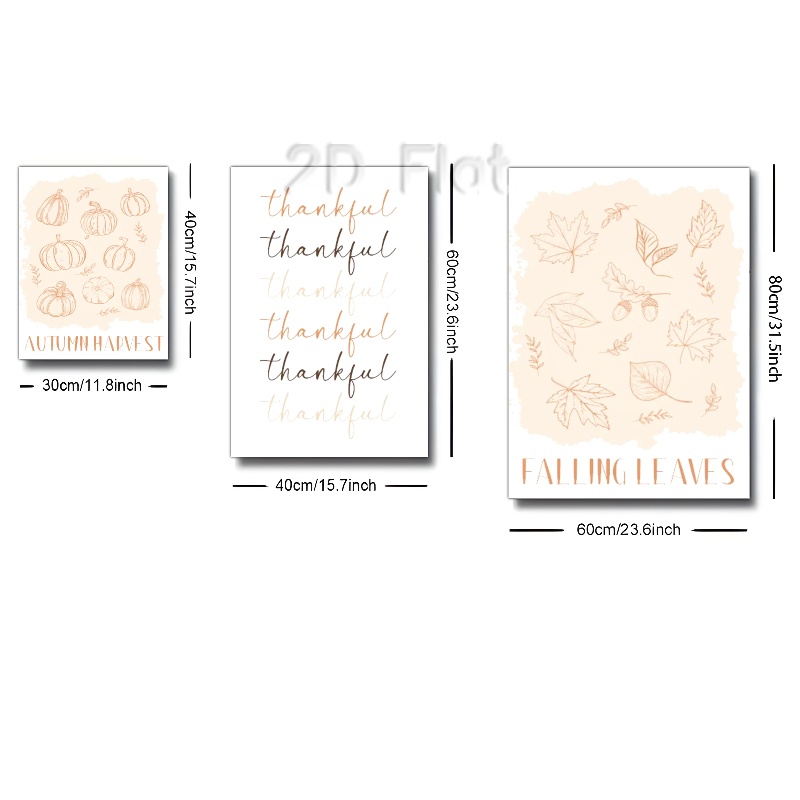 2D Flat
AUTUMN HARVEST
40cm/15.7inch
30cm/11.8inch
thankful
thankful
thankful
thankful
thankful
thankful
60cm/23.6inch
40cm/15.7inch
FALLING LEAVES
80cm/31.5inch
60cm/23.6inch